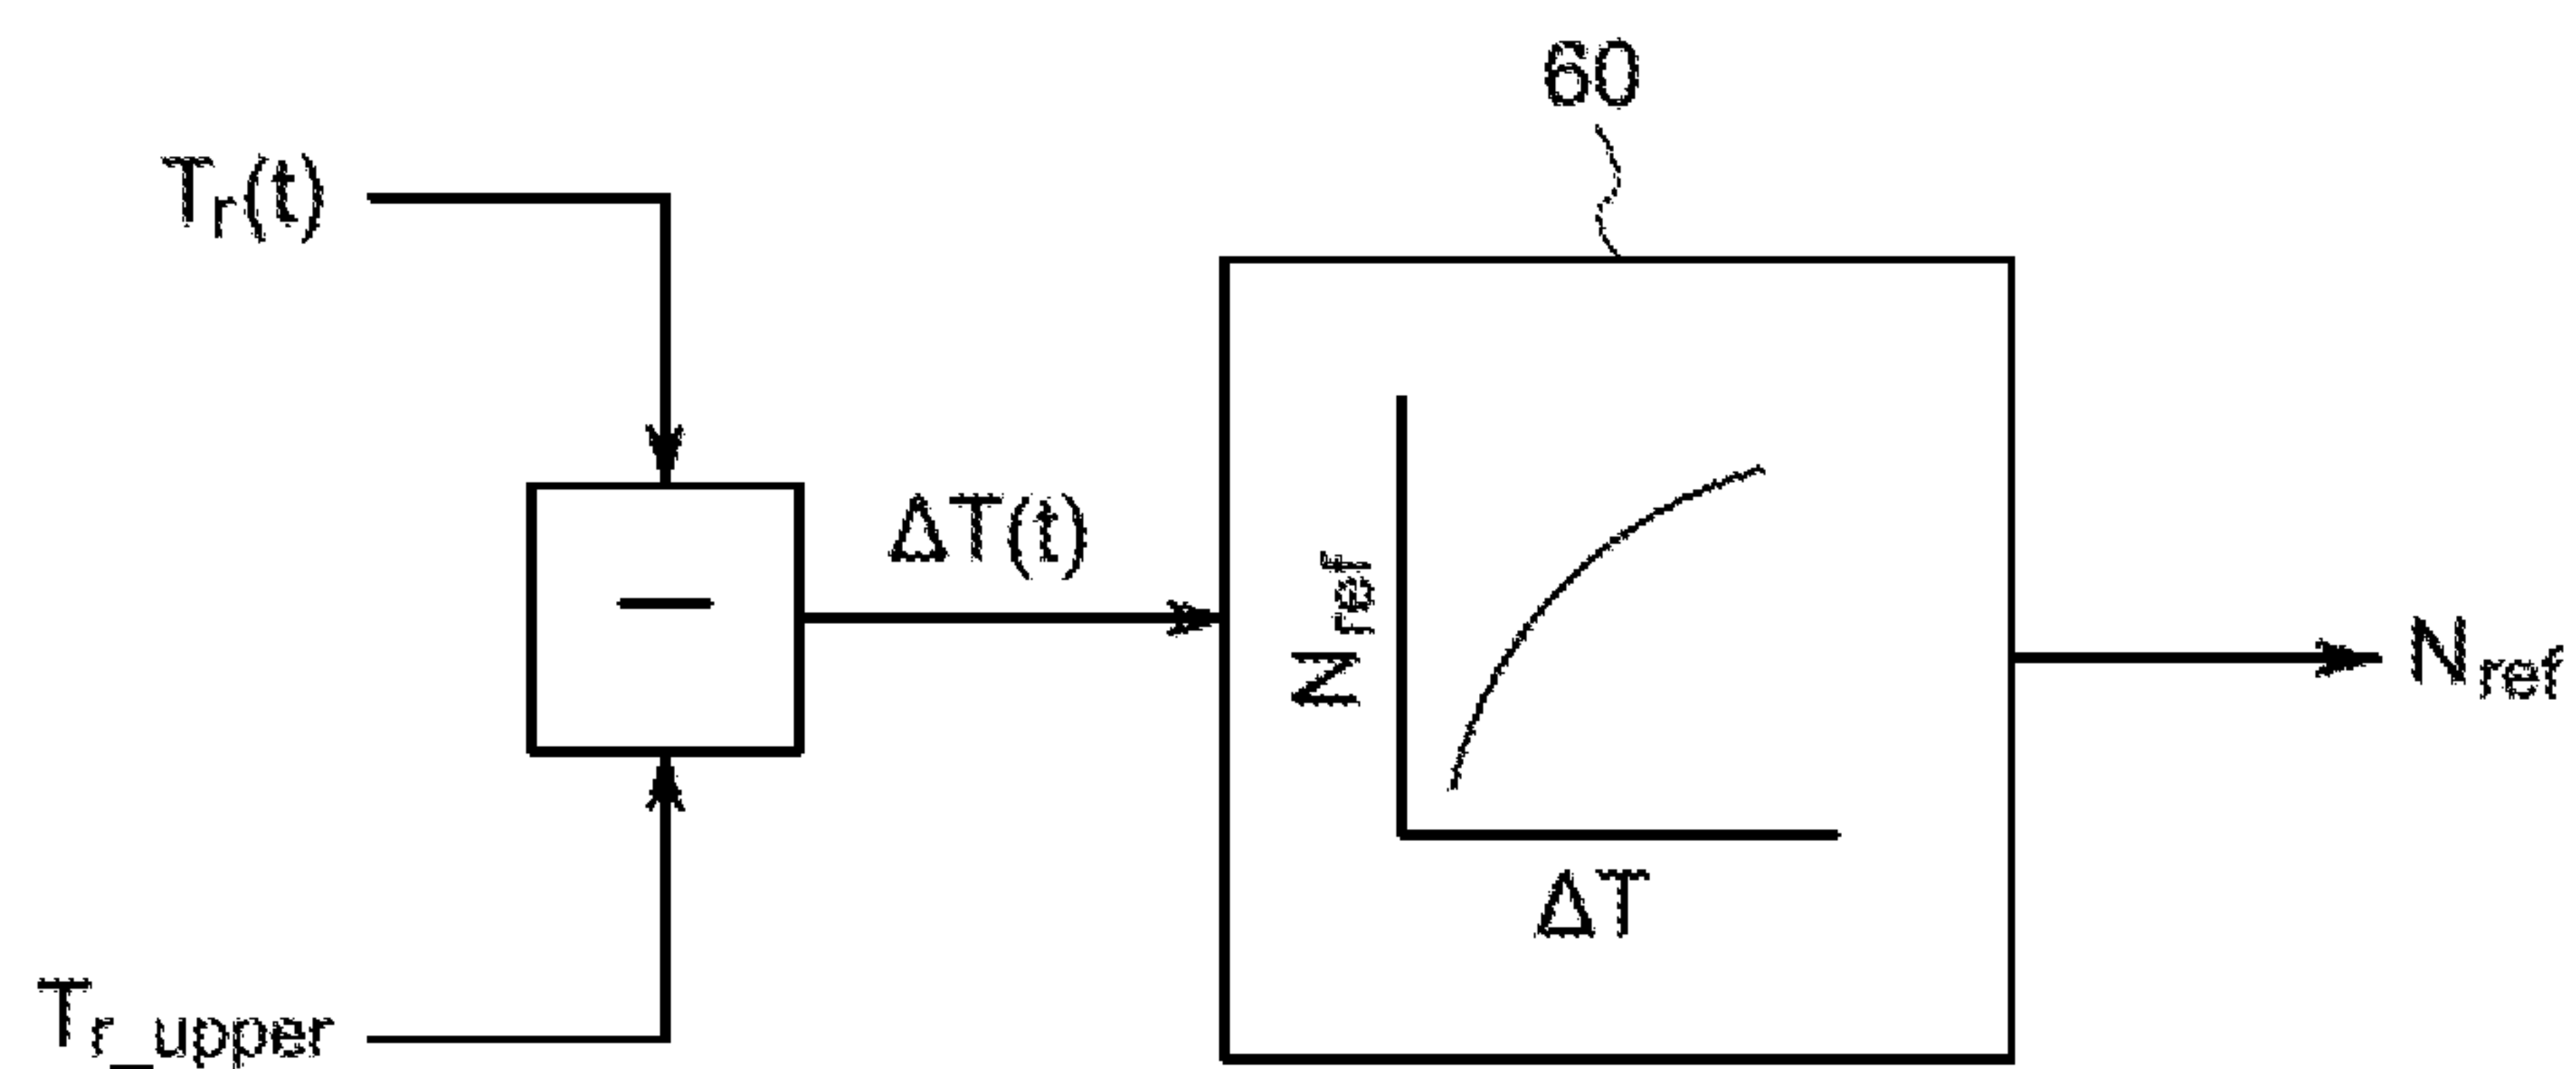 60
Tr(t)
ΔT(t)
Nref
Nref
ΔT
Tr_upper